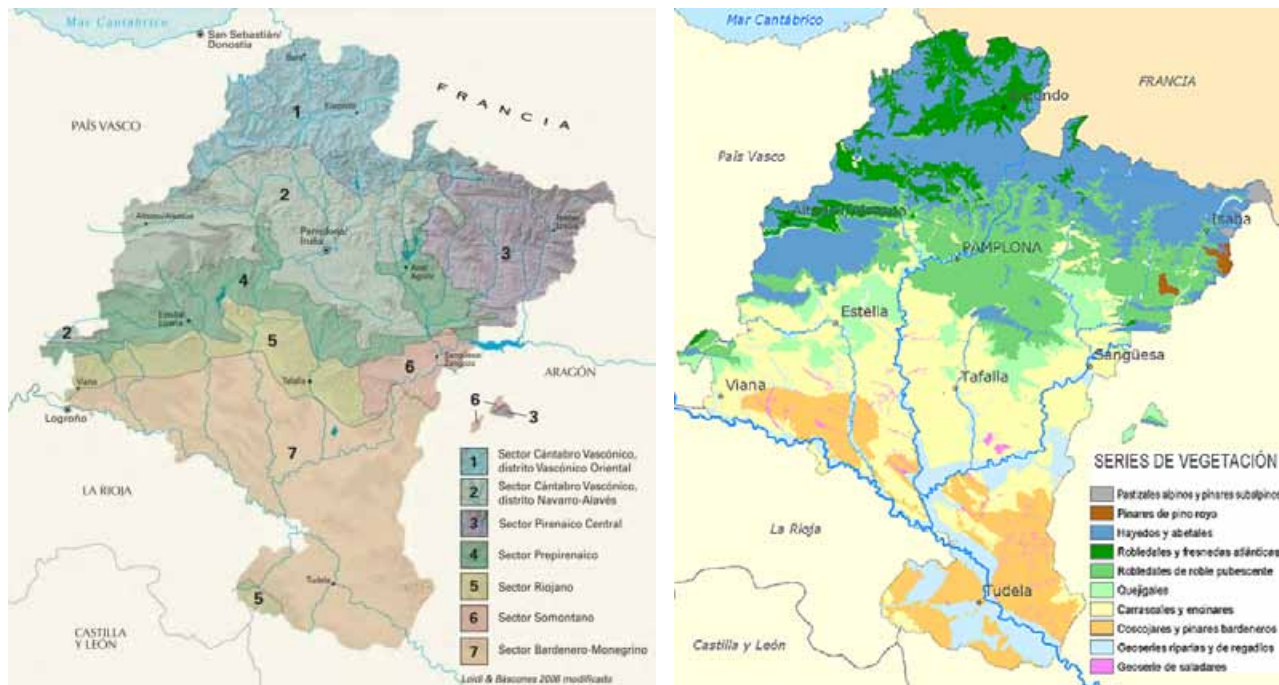 Mar Cantábrico
San Sebastián/
Donostia
FRANCIA
PAÍS VASCO
1
2
Pamplona/
Iruña
3
4
2
5
6
Sangüesa/
Viana
Tafalla
Logroño
ARAGÓN
6
3
7
LA RIOJA
5
Tudela
CASTILLA
Y LEÓN
1 Sector Cántabro Vascónico,
distrito Vascónico Oriental
2 Sector Cántabro Vascónico,
distrito Navarro-Alavés
3 Sector Pirenaico Central
4 Sector Prepirenaico
5 Sector Riojano
6 Sector Somontano
7 Sector Bardenero-Monegrino
Loidi & Báscones 2006 modificado
Mar Cantábrico
FRANCIA
País Vasco
Isaba
PAMPLONA
Estella
Sangüesa
Viana
Tafalla
La Rioja
Tudela
Castilla y León
SERIES DE VEGETACIÓN
Pastizales alpinos y pinares subalpinos
Pinares de pino royo
Hayedos y abetales
Robledales y fresnedas atlánticas
Robledales de roble pubescente
Quejigales
Carrascales y encinares
Coscojares y pinares bardeneros
Geoseries riparias y de regadíos
Geoserie de saladares